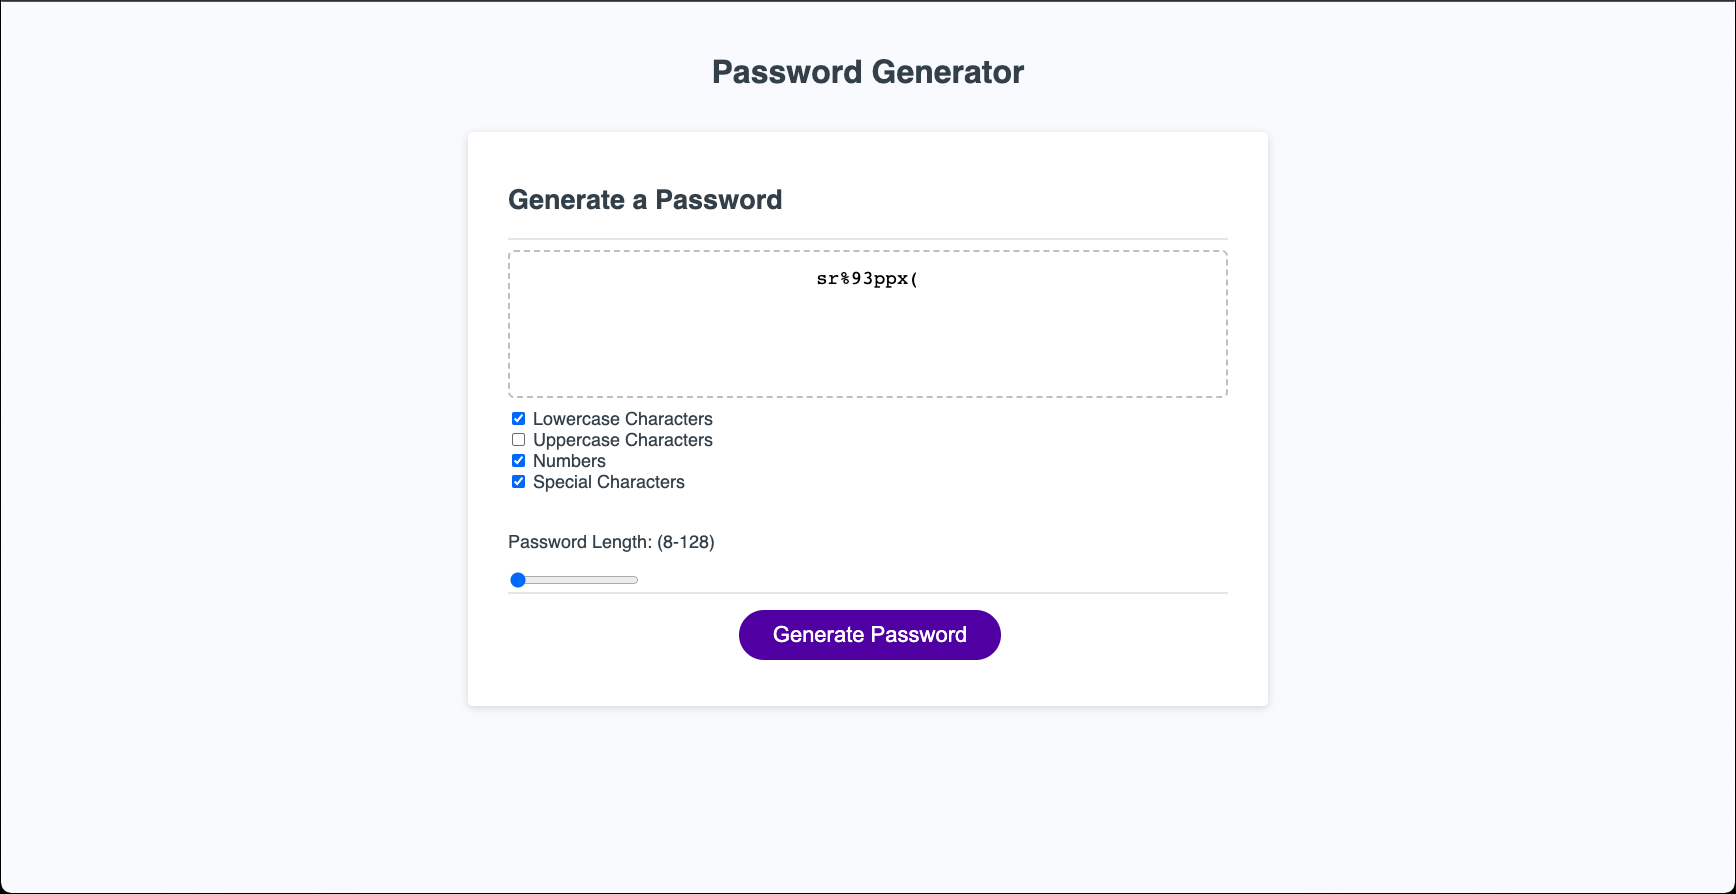 Password Generator
Generate a Password
sr%93ppx(
Lowercase Characters
Uppercase Characters
Numbers
Special Characters
Password Length: (8-128)
Generate Password